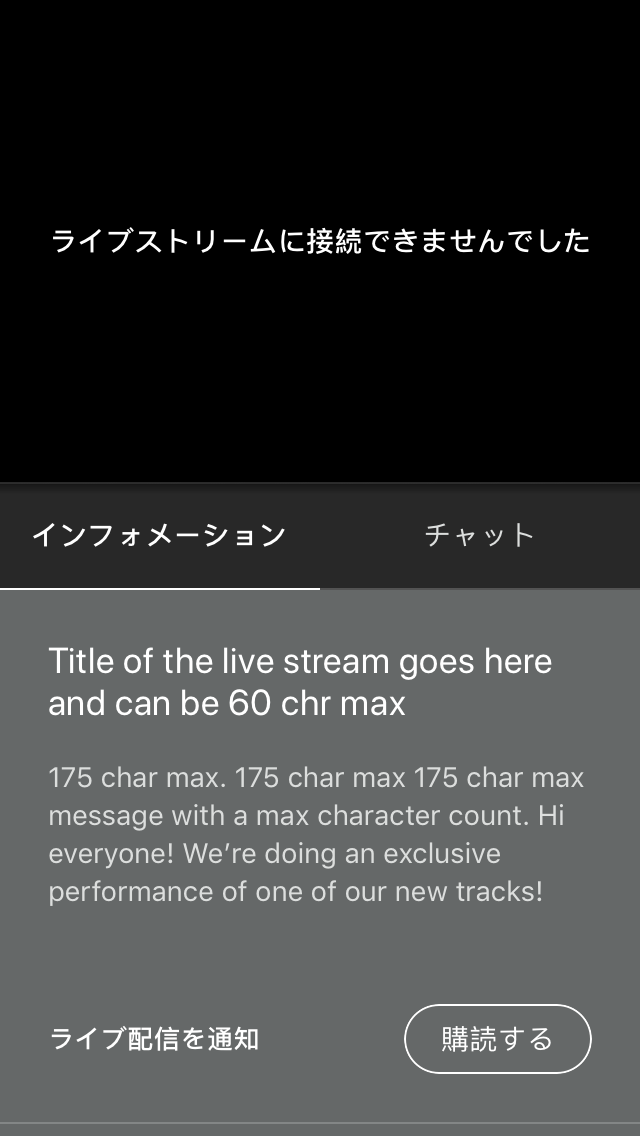 ライブストリームに接続できませんでした
インフォメーション
チャット
Title of the live stream goes here
and can be 60 chr max
175 char max. 175 char max 175 char max
message with a max character count. Hi
everyone! We’re doing an exclusive
performance of one of our new tracks!
ライブ配信を通知
購読する